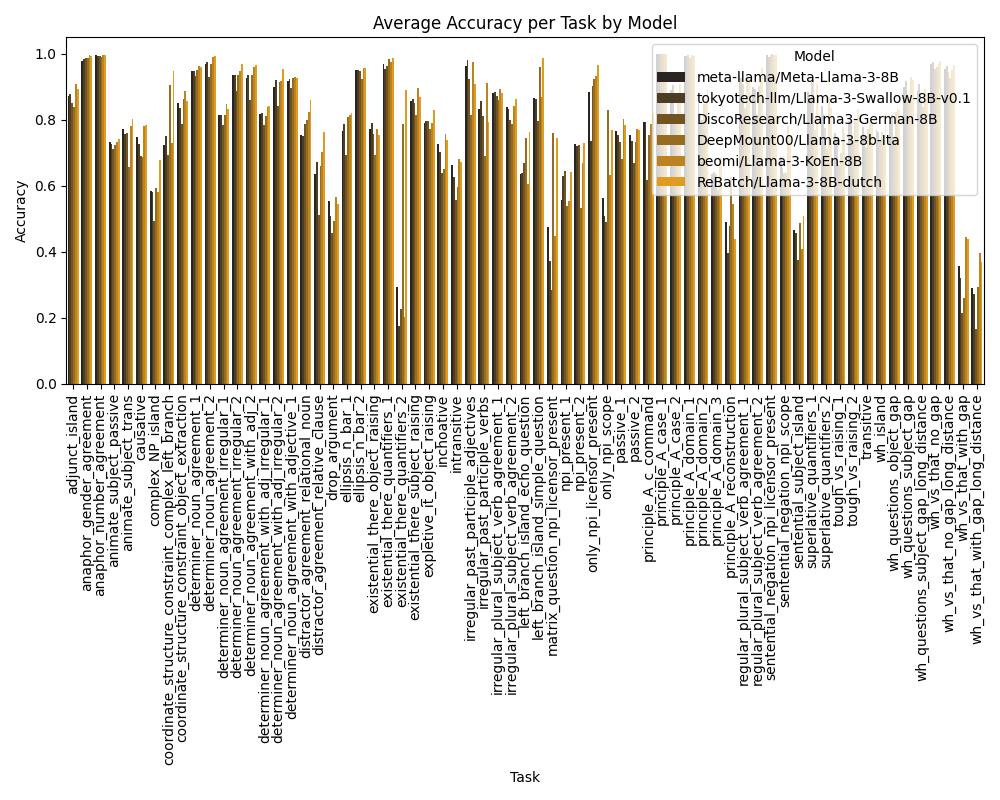 Average Accuracy per Task by Model
Model
meta-llama/Meta-Llama-3-8B
tokyotech-llm/Llama-3-Swallow-8B-v0.1
DiscoResearch/Llama3-German-8B
DeepMount00/Llama-3-8b-Ita
beomi/Llama-3-KoEn-8B
ReBatch/Llama-3-8B-dutch
Accuracy
1.0
0.8
0.6
0.4
0.2
0.0
adjunct_island
anaphor_gender_agreement
anaphor_number_agreement
animate_subject_passive
animate_subject_trans
causative
complex_NP_island
coordinate_structure_constraint_complex_left_branch
coordinate_structure_constraint_object_extraction
determiner_noun_agreement_1
determiner_noun_agreement_2
determiner_noun_agreement_irregular_1
determiner_noun_agreement_irregular_2
determiner_noun_agreement_with_adj_2
determiner_noun_agreement_with_adj_irregular_1
determiner_noun_agreement_with_adj_irregular_2
determiner_noun_agreement_with_adjective_1
distractor_agreement_relational_noun
distractor_agreement_relative_clause
drop_argument
ellipsis_n_bar_1
ellipsis_n_bar_2
existential_there_object_raising
existential_there_quantifiers_1
existential_there_quantifiers_2
existential_there_subject_raising
expletive_it_object_raising
inchoative
intransitive
irregular_past_participle_adjectives
irregular_past_participle_verbs
irregular_plural_subject_verb_agreement_1
irregular_plural_subject_verb_agreement_2
left_branch_island_echo_question
left_branch_island_simple_question
matrix_question_npi_licensor_present
npi_present_1
npi_present_2
only_npi_licensor_present
only_npi_scope
passive_1
passive_2
principle_A_c_command
principle_A_case_1
principle_A_case_2
principle_A_domain_1
principle_A_domain_2
principle_A_domain_3
principle_A_reconstruction
regular_plural_subject_verb_agreement_1
regular_plural_subject_verb_agreement_2
sentential_negation_npi_licensor_present
sentential_negation_npi_scope
sentential_subject_island
superlative_quantifiers_1
superlative_quantifiers_2
tough_vs_raising_1
tough_vs_raising_2
transitive
wh_island
wh_questions_object_gap
wh_questions_subject_gap
wh_questions_subject_gap_long_distance
wh_vs_that_no_gap
wh_vs_that_no_gap_long_distance
wh_vs_that_with_gap
wh_vs_that_with_gap_long_distance
Task